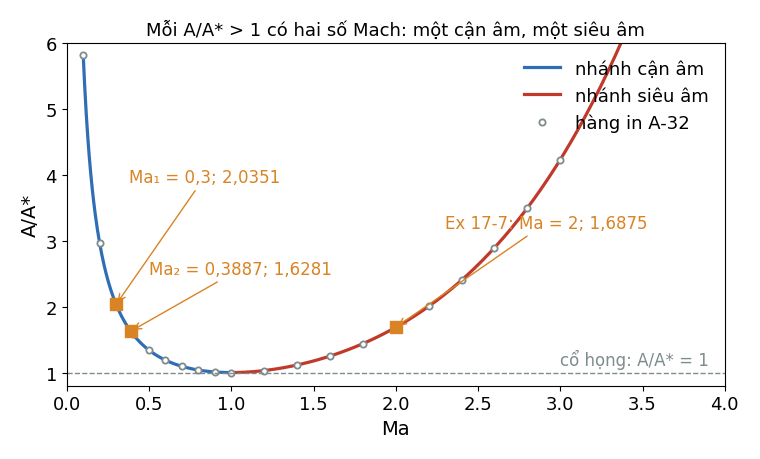 Mỗi A/A* > 1 có hai số Mach: một cận âm, một siêu âm
6
5
4
3
2
1
A/A*
nhánh cận âm
nhánh siêu âm
hàng in A-32
Ma₁ = 0,3; 2,0351
Ex 17-7: Ma = 2; 1,6875
Ma₂ = 0,3887; 1,6281
cổ họng: A/A* = 1
0.0 0.5 1.0 1.5 2.0 2.5 3.0 3.5 4.0
Ma